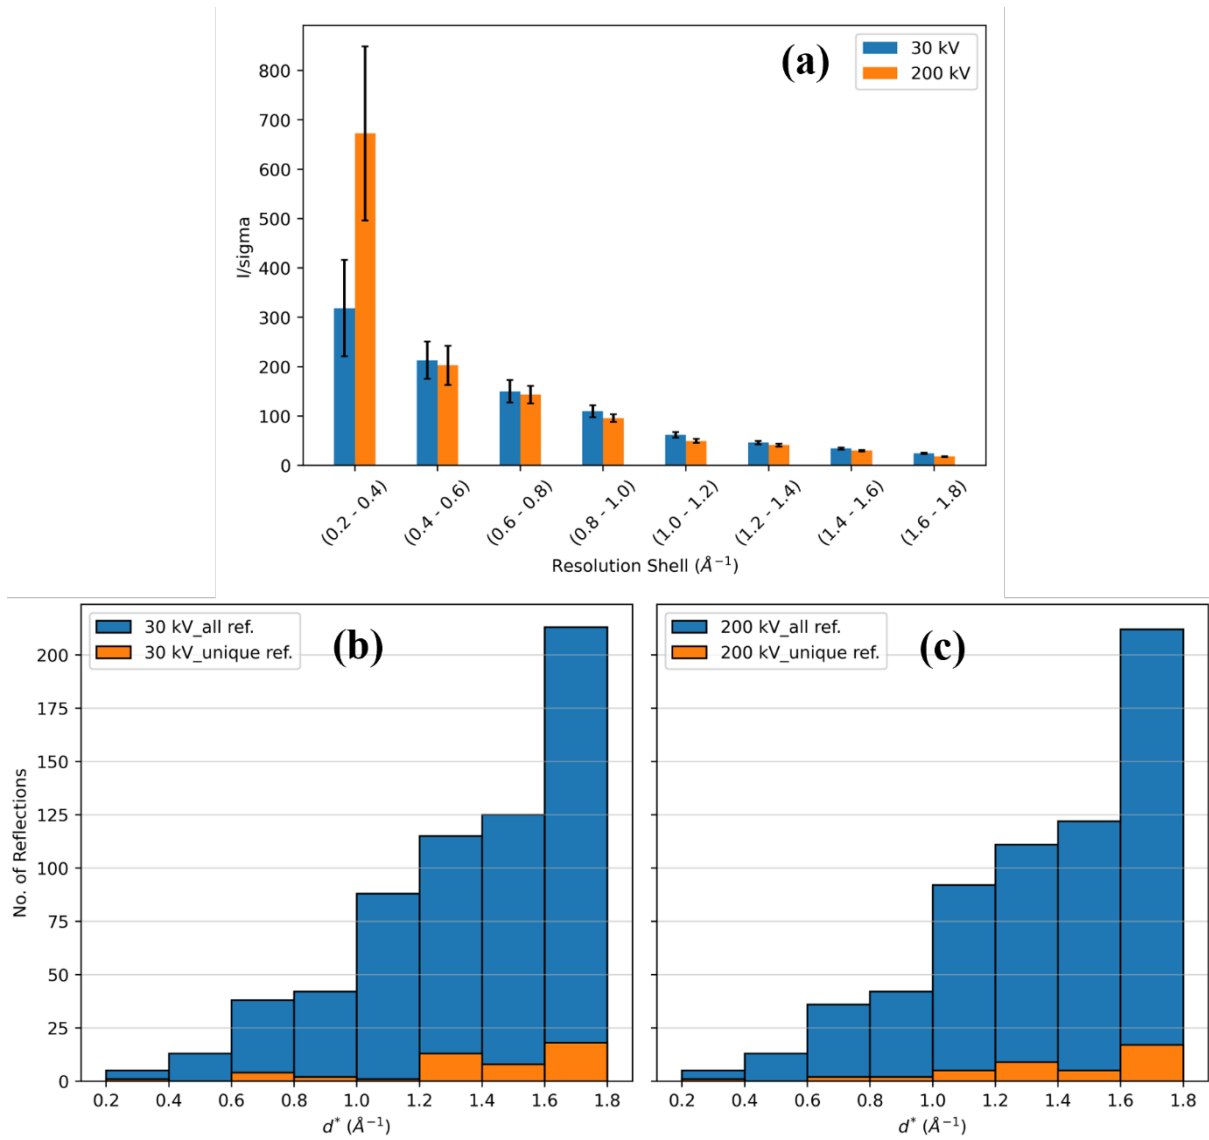 (a)
30 kV
200 kV
800
700
600
500
400
300
200
100
0
I/sigma
(0.2 - 0.4)
(0.4 - 0.6)
(0.6 - 0.8)
(0.8 - 1.0)
(1.0 - 1.2)
(1.2 - 1.4)
(1.4 - 1.6)
(1.6 - 1.8)
Resolution Shell (Å⁻¹)
30 kV_all ref.
30 kV_unique ref.
(b)
200
175
150
125
100
75
50
25
0
No. of Reflections
0.2 0.4 0.6 0.8 1.0 1.2 1.4 1.6 1.8
d* (Å⁻¹)
200 kV_all ref.
200 kV_unique ref.
(c)
0.2 0.4 0.6 0.8 1.0 1.2 1.4 1.6 1.8
d* (Å⁻¹)